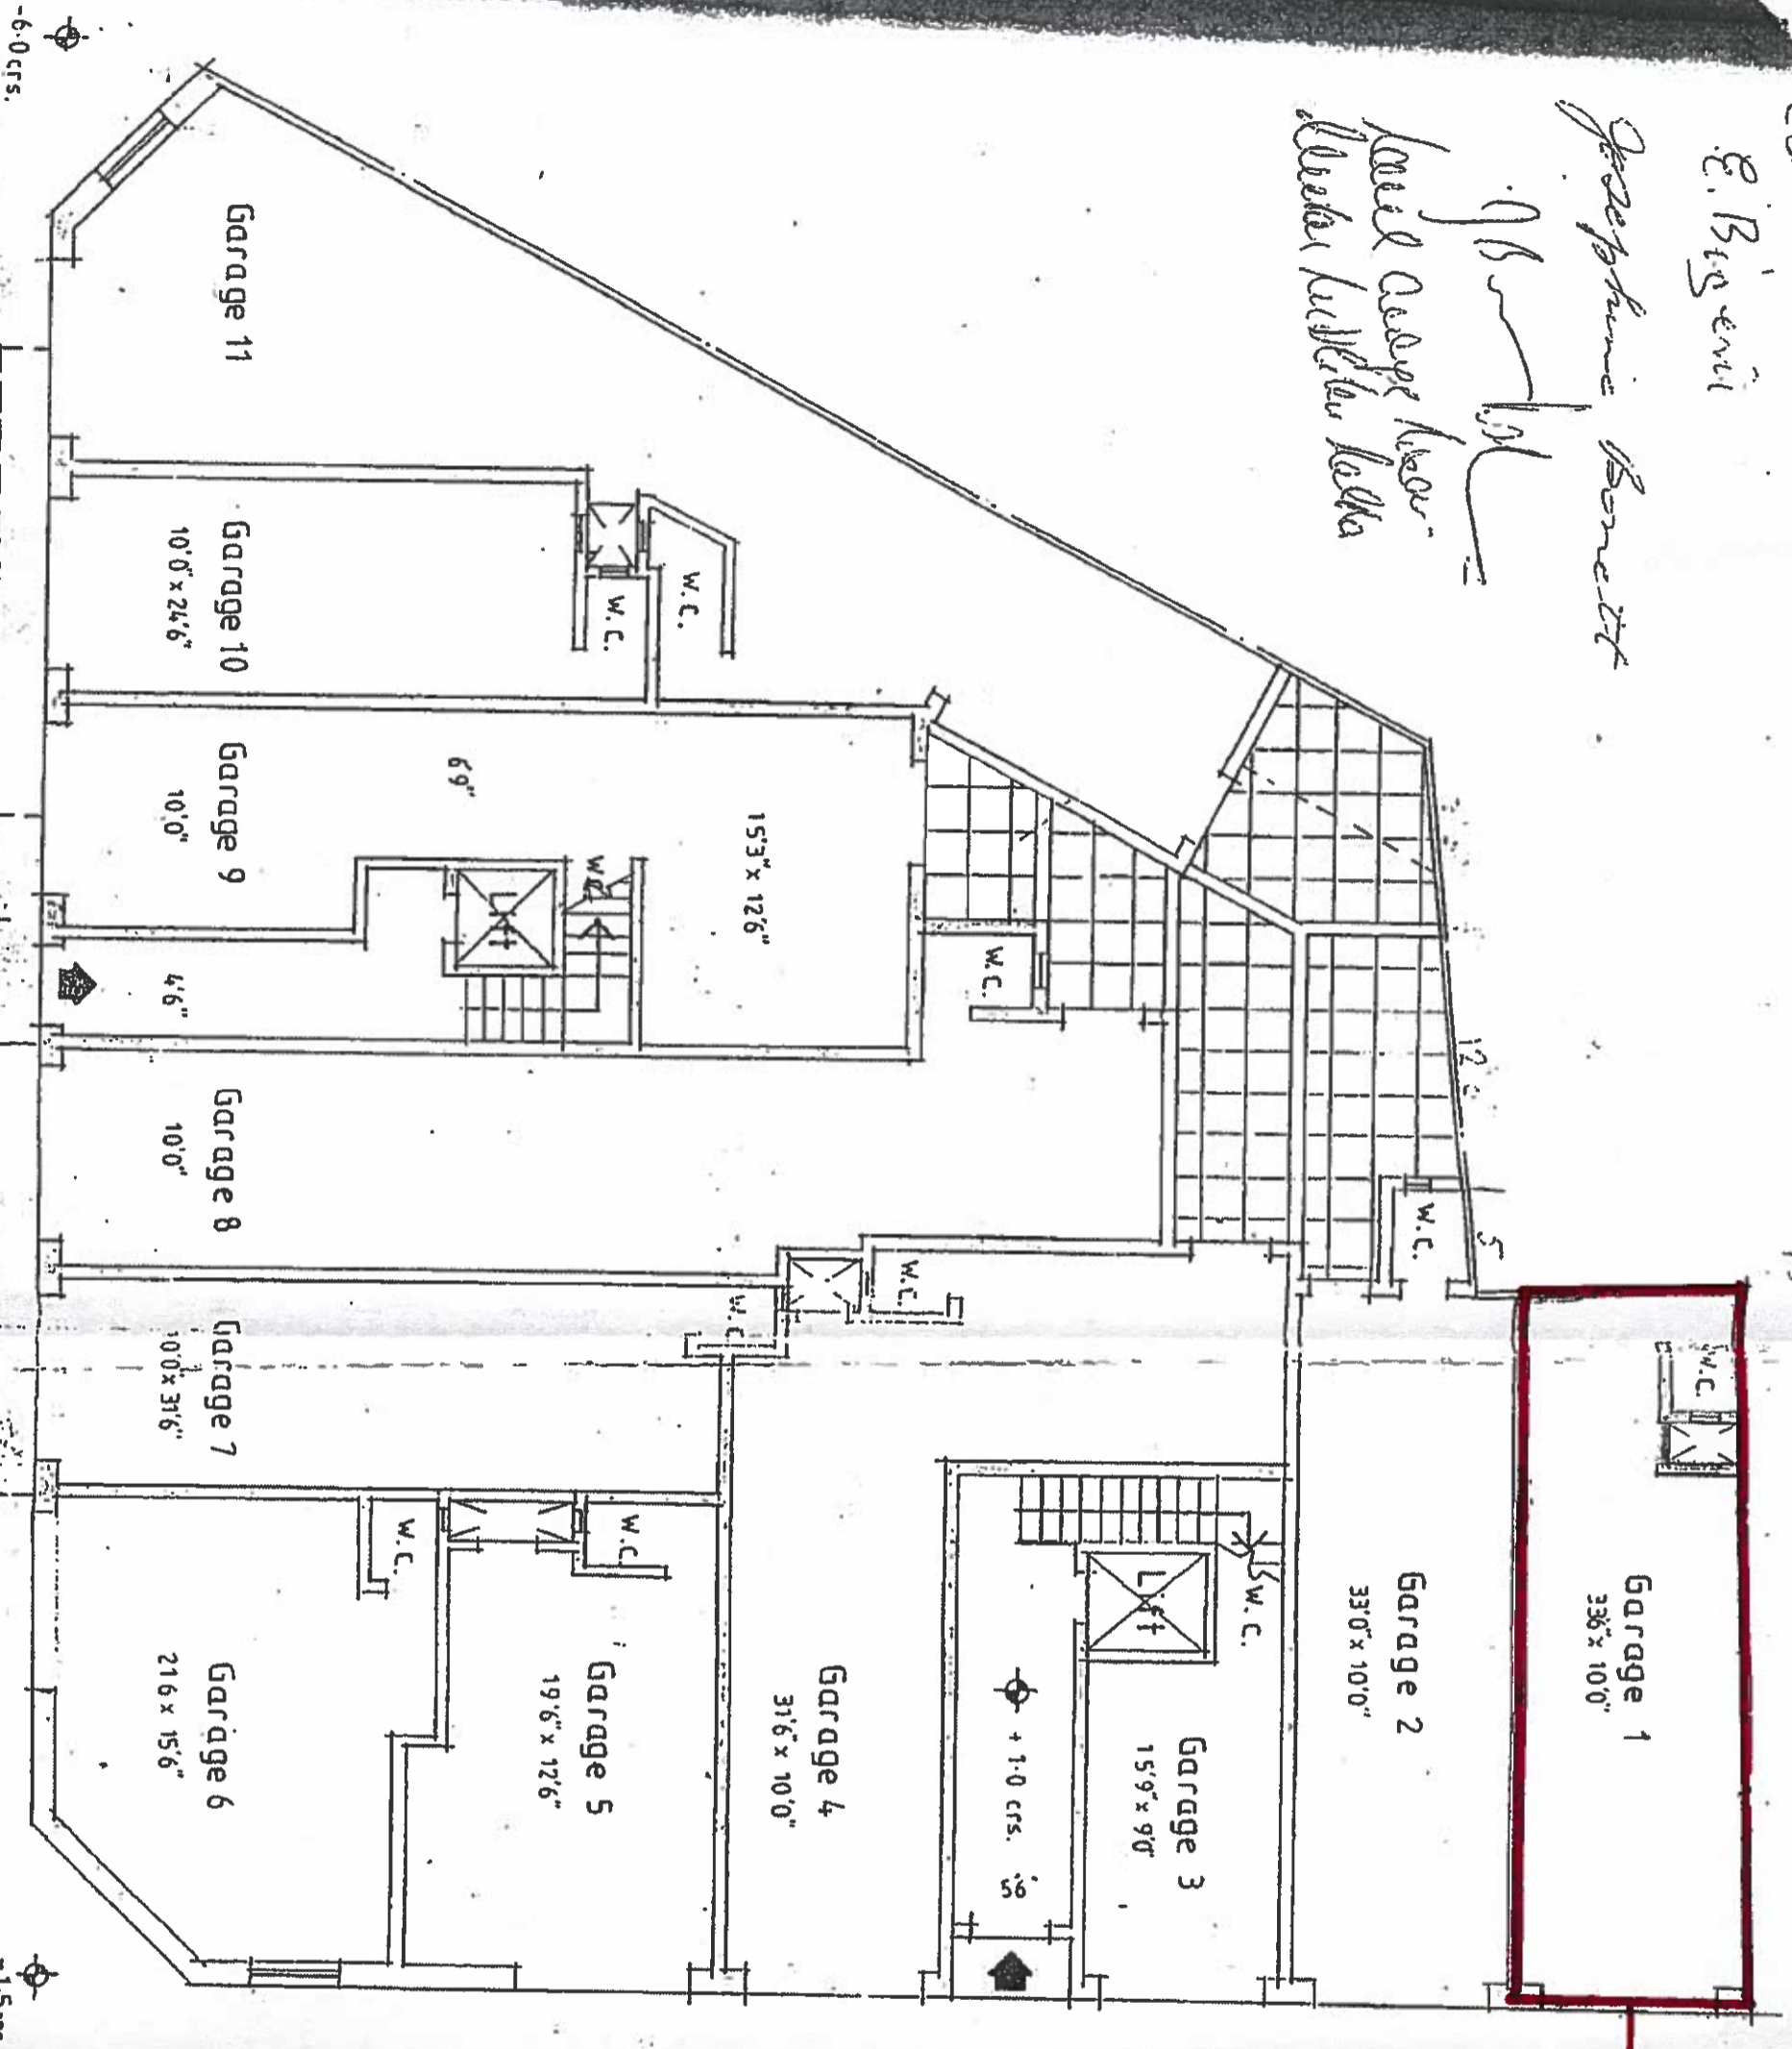 E. Bigeni
Josephine
Garage 1
33'6" x 10'0"
W.C.
Garage 2
33'0" x 10'0"
W.C.
12
5
Garage 3
15'9" x 9'0"
W.C.
Lift
+ 1·0 crs.
5'6"
Garage 4
31'6" x 10'0"
W.C.
Garage 5
19'6" x 12'6"
W.C.
Garage 6
21'6 x 15'6"
W.C.
Garage 7
10'0" x 31'6"
W.C.
Garage 8
10'0"
W.C.
4'6"
Garage 9
10'0"
6'9"
15'3" x 12'6"
Lift
W.C.
Garage 10
10'0" x 24'6"
W.C.
Garage 11
W.C.
-6·0 crs.